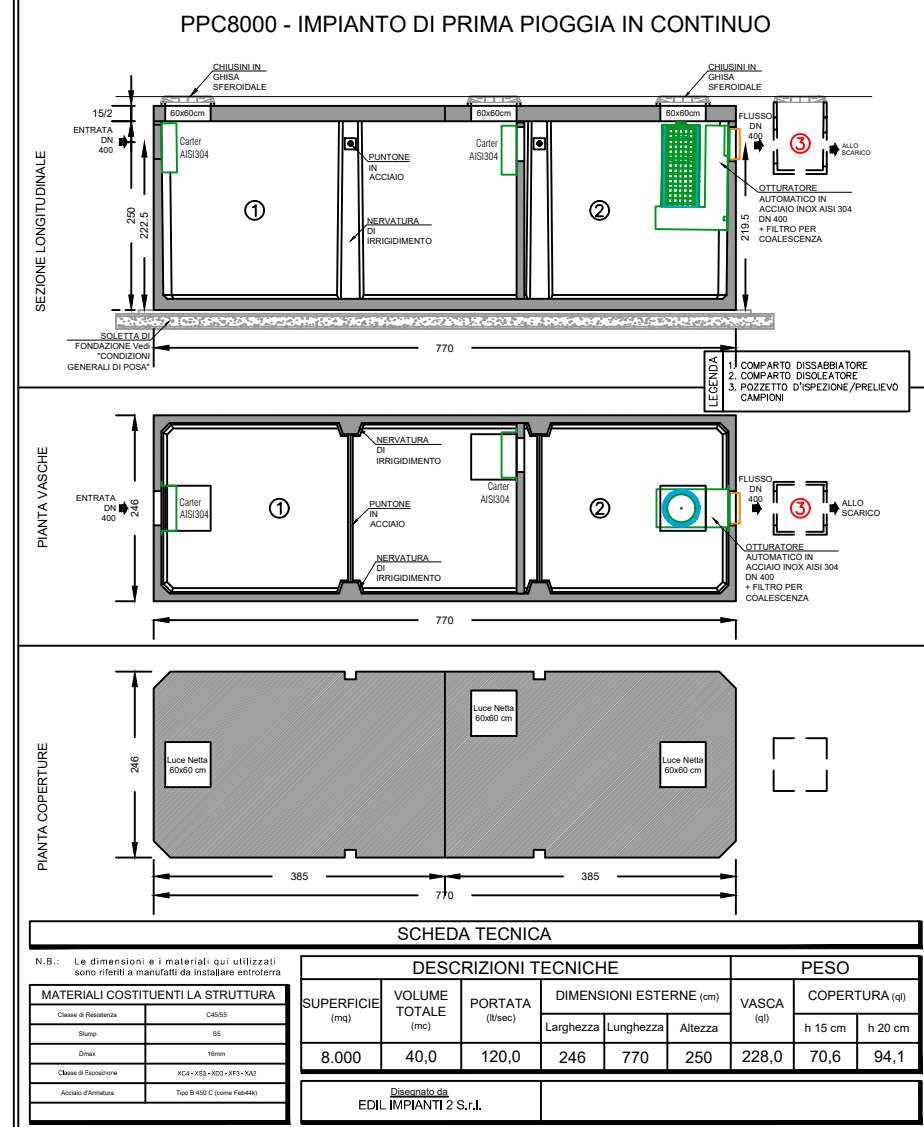 PPC8000 - IMPIANTO DI PRIMA PIOGGIA IN CONTINUO
SEZIONE LONGITUDINALE
CHIUSINI IN
GHISA
SFEROIDALE
CHIUSINI IN
GHISA
SFEROIDALE
15/2
60x60cm
60x60cm
60x60cm
ENTRATA
DN
400
Carter
AISI304
Carter
AISI304
FLUSSO
DN
400
3
ALLO
SCARICO
PUNTONE
IN
ACCIAIO
OTTURATORE
AUTOMATICO IN
ACCIAIO INOX AISI 304
DN 400
+ FILTRO PER
COALESCENZA
250
222.5
1
NERVATURA
DI
IRRIGIDIMENTO
2
219.5
SOLETTA DI
FONDAZIONE Vedi
"CONDIZIONI
GENERALI DI POSA"
770
LEGENDA
1. COMPARTO DISSABBIATORE
2. COMPARTO DISOLEATORE
3. POZZETTO D'ISPEZIONE/PRELIEVO
CAMPIONI
PIANTA VASCHE
NERVATURA
DI
IRRIGIDIMENTO
ENTRATA
DN
400
246
Carter
AISI304
1
PUNTONE
IN
ACCIAIO
Carter
AISI304
2
FLUSSO
DN
400
3
ALLO
SCARICO
NERVATURA
DI
IRRIGIDIMENTO
OTTURATORE
AUTOMATICO IN
ACCIAIO INOX AISI 304
DN 400
+ FILTRO PER
COALESCENZA
770
PIANTA COPERTURE
246
Luce Netta
60x60 cm
Luce Netta
60x60 cm
Luce Netta
60x60 cm
385
385
770
SCHEDA TECNICA
N.B.: Le dimensioni e i materiali qui utilizzati
sono riferiti a manufatti da installare entroterra
MATERIALI COSTITUENTI LA STRUTTURA
Classe di Resistenza C45/55
Slump S5
Dmax 16mm
Classe di Esposizione XC4 - XS3 - XD3 - XF3 - XA2
Acciaio d'Armatura Tipo B 450 C (come Feb44k)
DESCRIZIONI TECNICHE PESO
SUPERFICIE (mq) VOLUME TOTALE (mc) PORTATA (lt/sec) DIMENSIONI ESTERNE (cm) VASCA (ql) COPERTURA (ql)
Larghezza Lunghezza Altezza h 15 cm h 20 cm
8.000 40,0 120,0 246 770 250 228,0 70,6 94,1
Disegnato da
EDIL IMPIANTI 2 S.r.l.